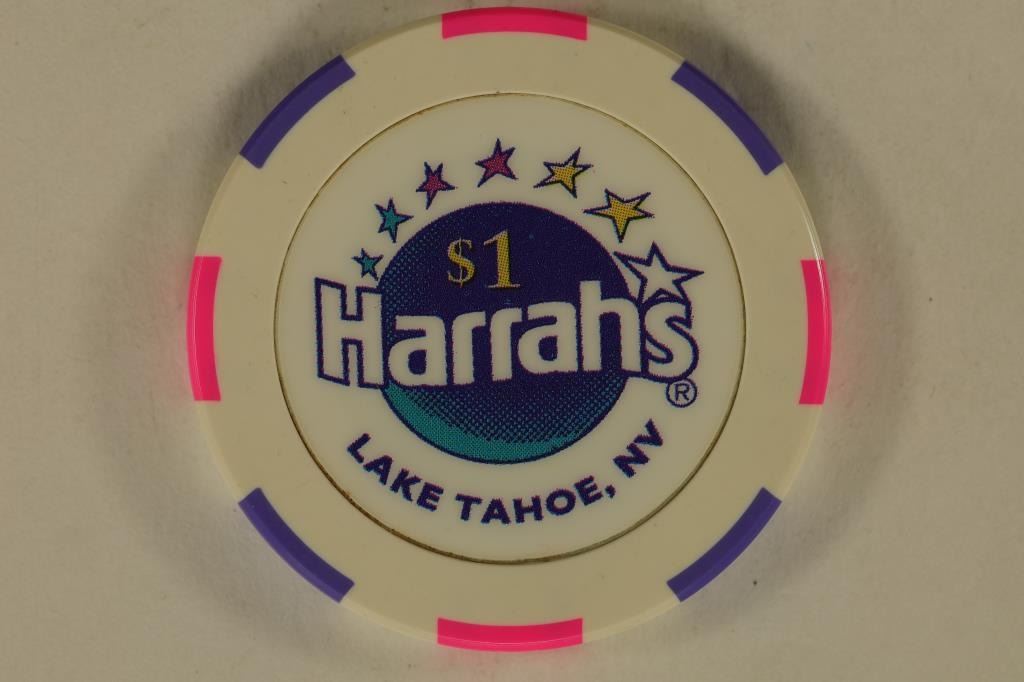 $1
Harrah's
®
LAKE TAHOE, NV